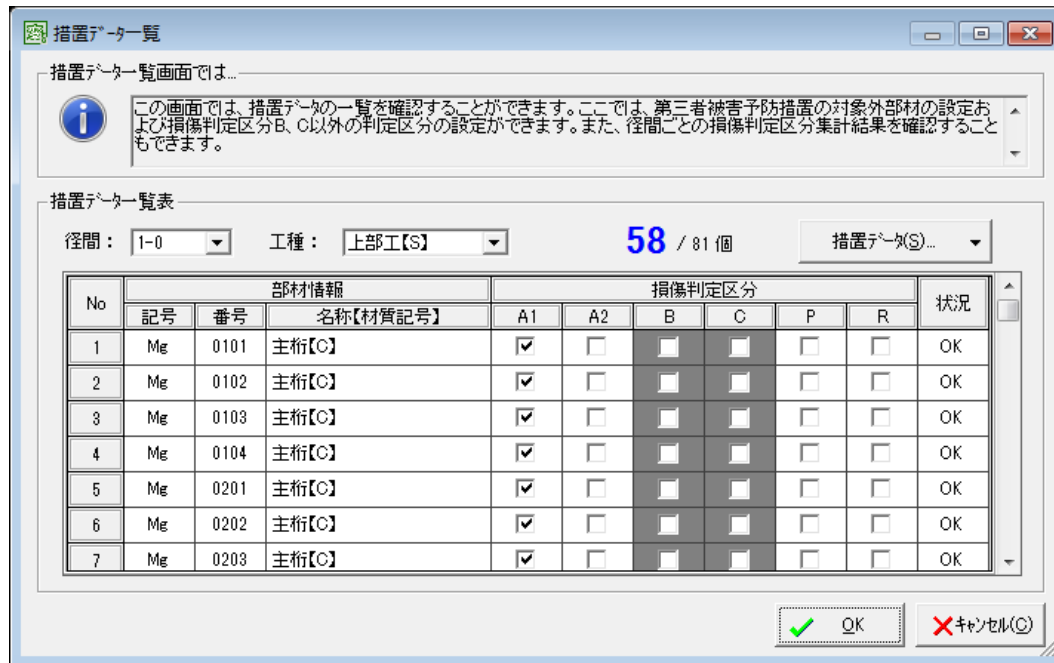 措置データ一覧
措置データ一覧画面では...
この画面では、措置データの一覧を確認することができます。ここでは、第三者被害予防措置の対象外部材の設定お
よび損傷判定区分B、C以外の判定区分の設定ができます。また、径間ごとの損傷判定区分集計結果を確認すること
もできます。
措置データ一覧表
径間： 1-0 工種： 上部工【S】 58 / 81 個 措置データ(S)...
No 部材情報 損傷判定区分 状況
記号 番号 名称【材質記号】 A1 A2 B C P R
1 Mg 0101 主桁【C】 OK
2 Mg 0102 主桁【C】 OK
3 Mg 0103 主桁【C】 OK
4 Mg 0104 主桁【C】 OK
5 Mg 0201 主桁【C】 OK
6 Mg 0202 主桁【C】 OK
7 Mg 0203 主桁【C】 OK
OK キャンセル(C)